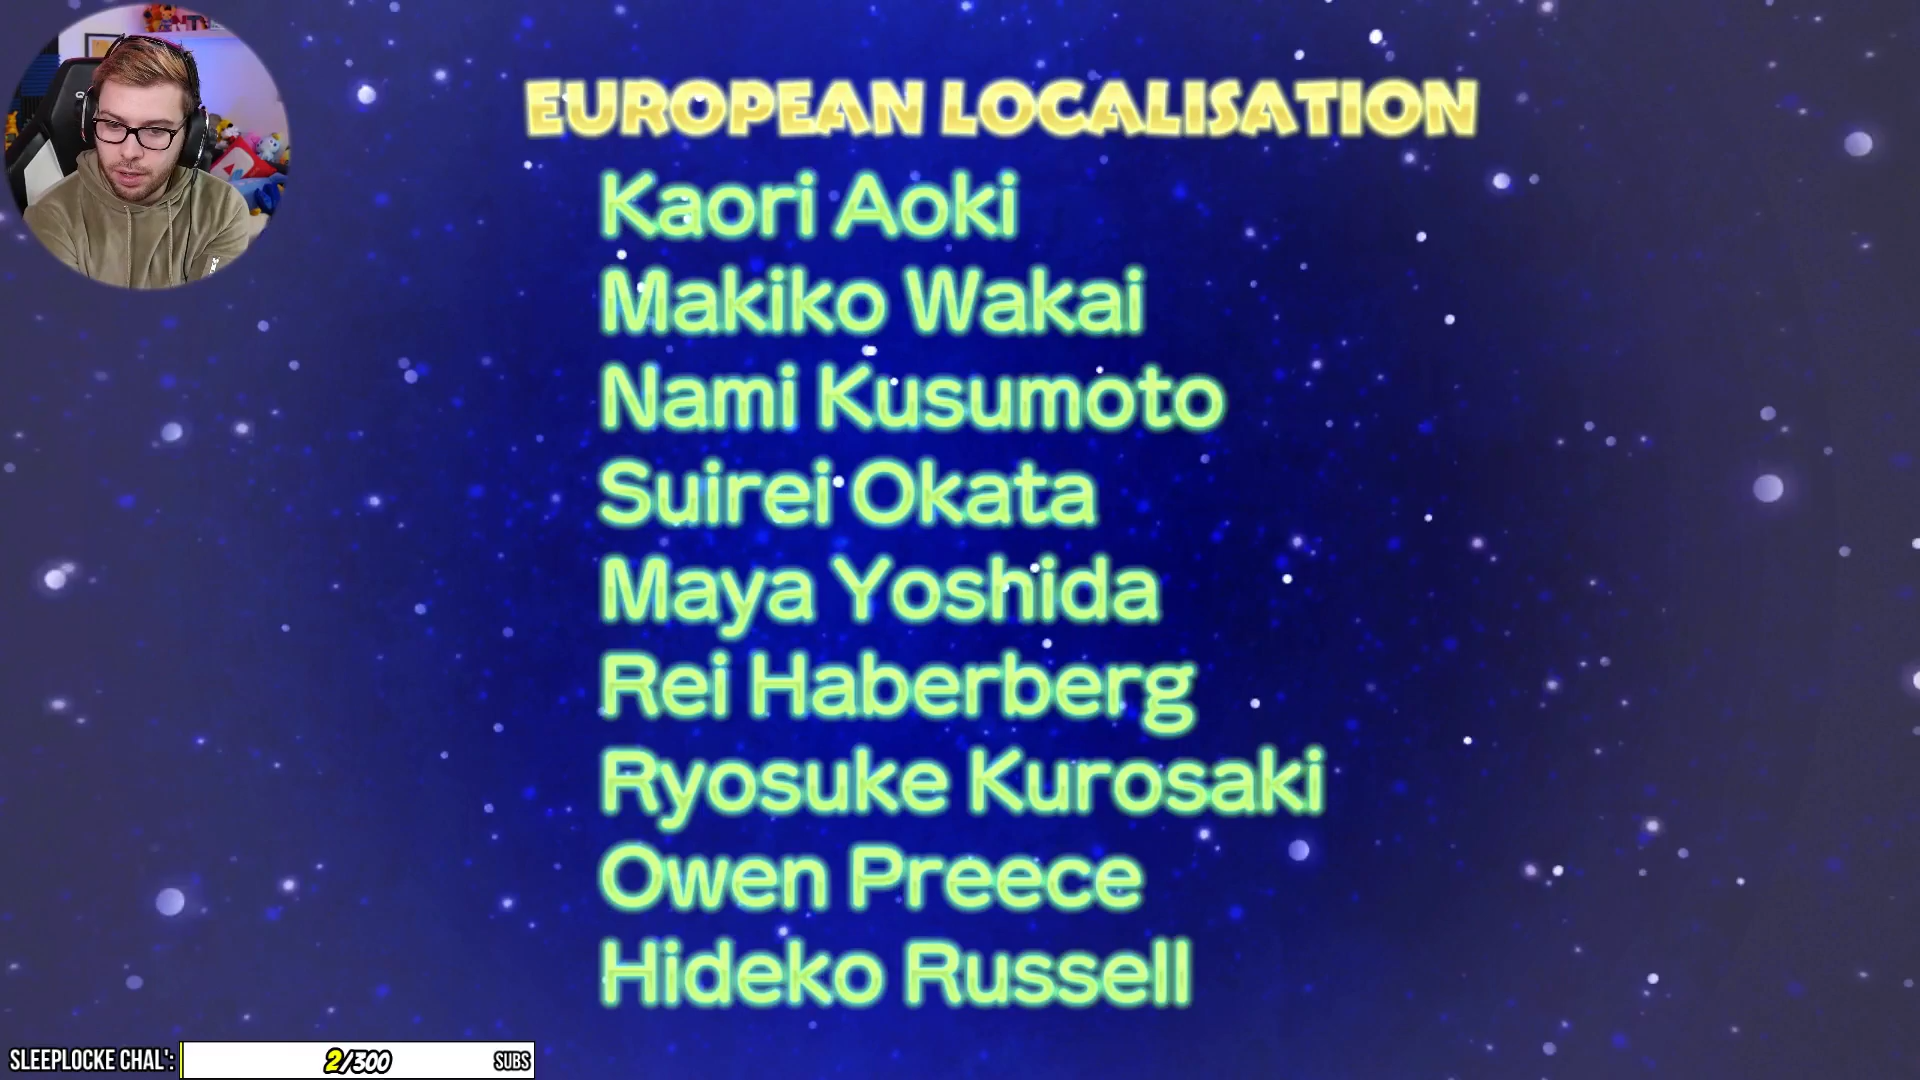 EUROPEAN LOCALISATION
Kaori Aoki
Makiko Wakai
Nami Kusumoto
Suirei Okata
Maya Yoshida
Rei Haberberg
Ryosuke Kurosaki
Owen Preece
Hideko Russell
SLEEPLOCKE CHAL': 2/300 SUBS